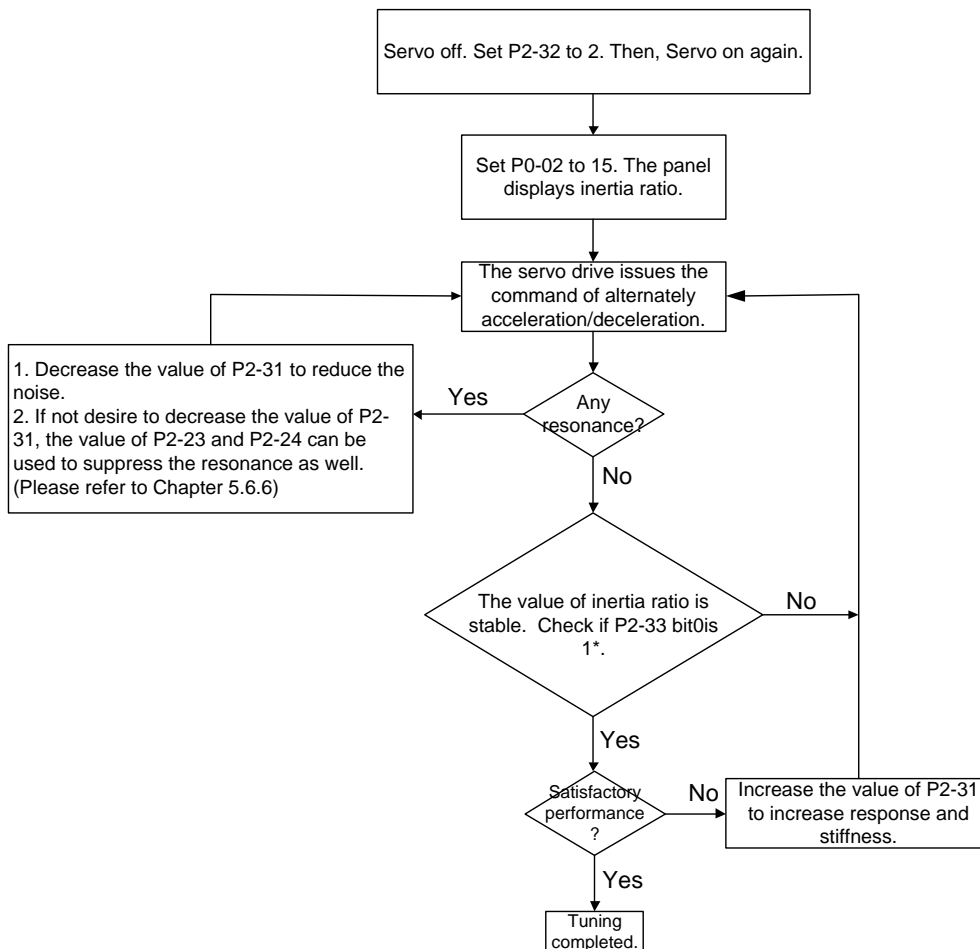 Servo off. Set P2-32 to 2. Then, Servo on again.
Set P0-02 to 15. The panel
displays inertia ratio.
The servo drive issues the
command of alternately
acceleration/deceleration.
1. Decrease the value of P2-31 to reduce the
noise.
2. If not desire to decrease the value of P2-
31, the value of P2-23 and P2-24 can be
used to suppress the resonance as well.
(Please refer to Chapter 5.6.6)
Yes
Any
resonance?
No
The value of inertia ratio is
stable. Check if P2-33 bit0is
1*.
No
Yes
Satisfactory
performance
?
No
Increase the value of P2-31
to increase response and
stiffness.
Yes
Tuning
completed.